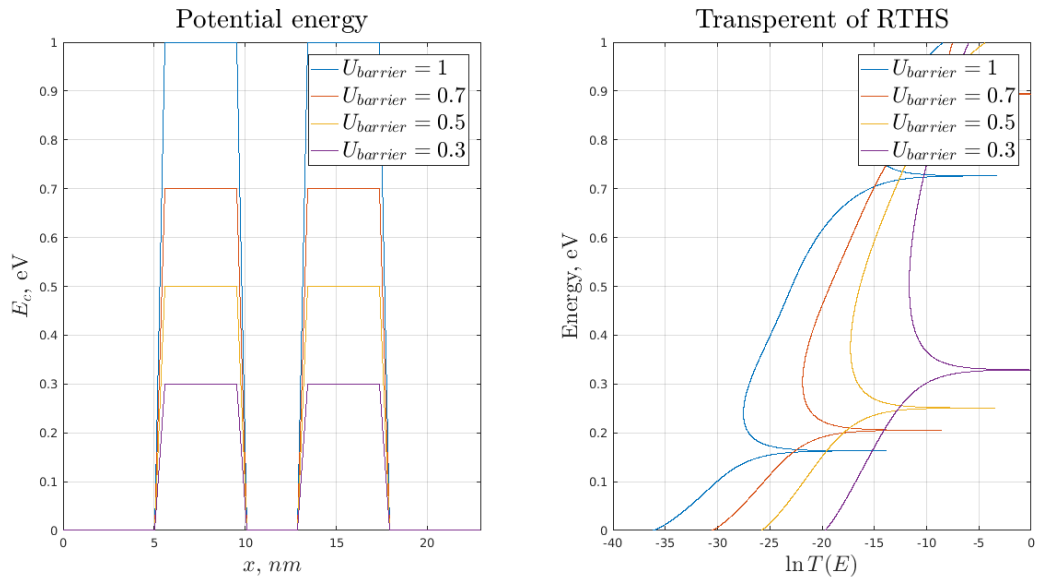 Potential energy
1
0.9
0.8
0.7
0.6
0.5
0.4
0.3
0.2
0.1
0
E_c, eV
0
5
10
15
20
x, nm
U_barrier = 1
U_barrier = 0.7
U_barrier = 0.5
U_barrier = 0.3
Transperent of RTHS
1
0.9
0.8
0.7
0.6
0.5
0.4
0.3
0.2
0.1
0
Energy, eV
-40
-35
-30
-25
-20
-15
-10
-5
0
ln T(E)
U_barrier = 1
U_barrier = 0.7
U_barrier = 0.5
U_barrier = 0.3